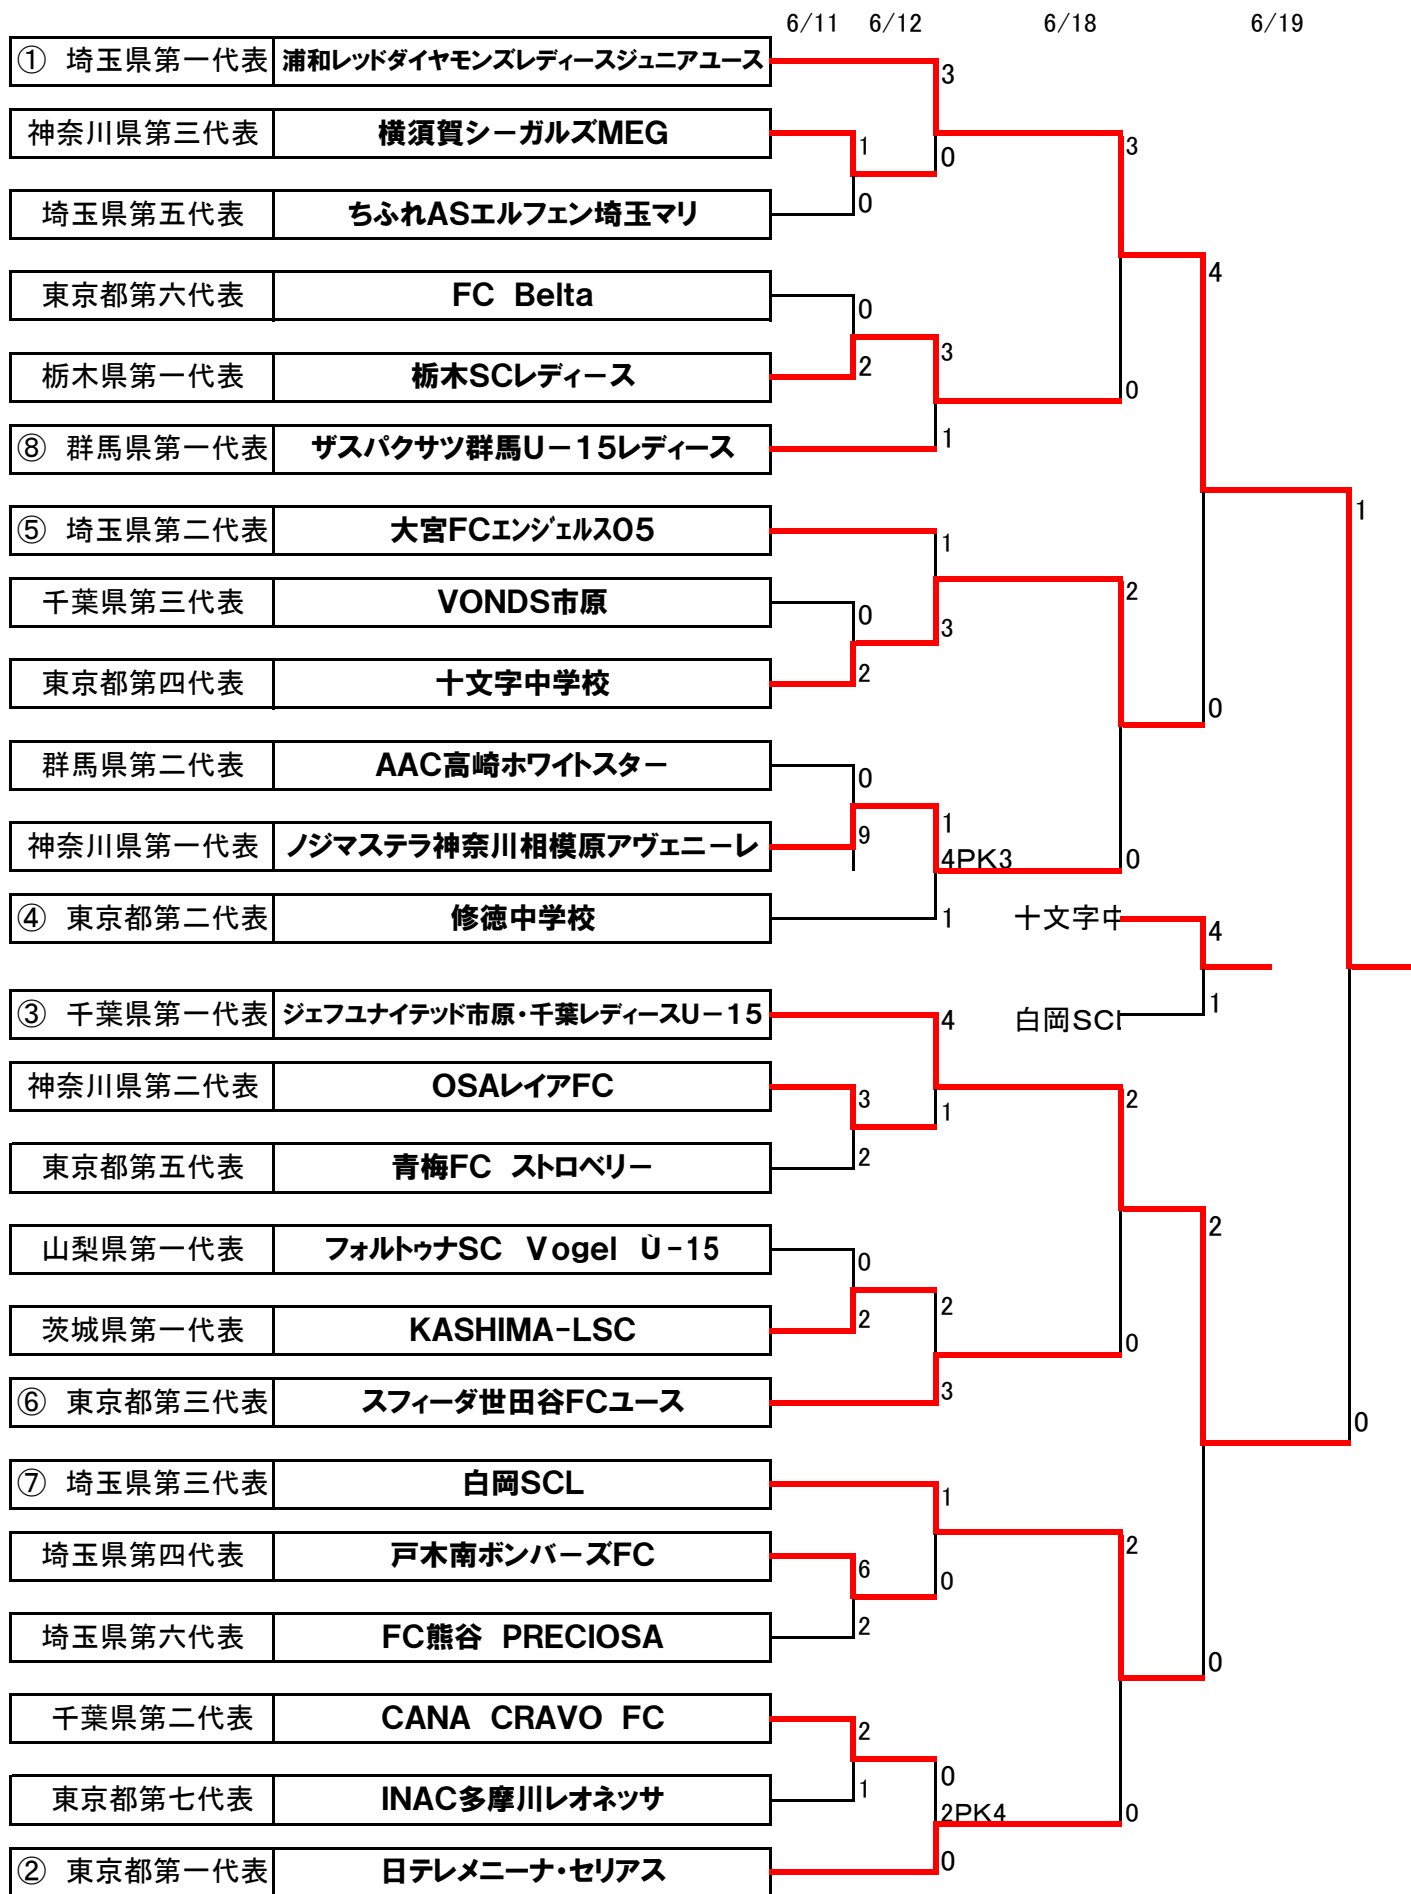 6/11 6/12 6/18 6/19
① 埼玉県第一代表 浦和レッドダイヤモンズレディースジュニアユース
3
神奈川県第三代表 横須賀シーガルズMEG
1 0 3
埼玉県第五代表 ちふれASエルフェン埼玉マリ
0
4
東京都第六代表 FC Belta
0
栃木県第一代表 栃木SCレディース
2 3 0
⑧ 群馬県第一代表 ザスパクサツ群馬U－15レディース
1
⑤ 埼玉県第二代表 大宮FCエンジェルス05
1 1
千葉県第三代表 VONDS市原
0 3 2
東京都第四代表 十文字中学校
2 0
群馬県第二代表 AAC高崎ホワイトスター
0
神奈川県第一代表 ノジマステラ神奈川相模原アヴェニーレ
9 1
4PK3 0
④ 東京都第二代表 修徳中学校
1 十文字中 4
③ 千葉県第一代表 ジェフユナイテッド市原・千葉レディースU－15
4 白岡SCL 1
神奈川県第二代表 OSAレイアFC
3 1 2
東京都第五代表 青梅FC ストロベリー
2
山梨県第一代表 フォルトゥナSC Vogel Ù-15
0 2
茨城県第一代表 KASHIMA-LSC
2 2 0
⑥ 東京都第三代表 スフィーダ世田谷FCユース
3 0
⑦ 埼玉県第三代表 白岡SCL
1
埼玉県第四代表 戸木南ボンバーズFC
6 0 2
埼玉県第六代表 FC熊谷 PRECIOSA
2 0
千葉県第二代表 CANA CRAVO FC
2
東京都第七代表 INAC多摩川レオネッサ
1 0
2PK4 0
② 東京都第一代表 日テレメニーナ・セリアス
0